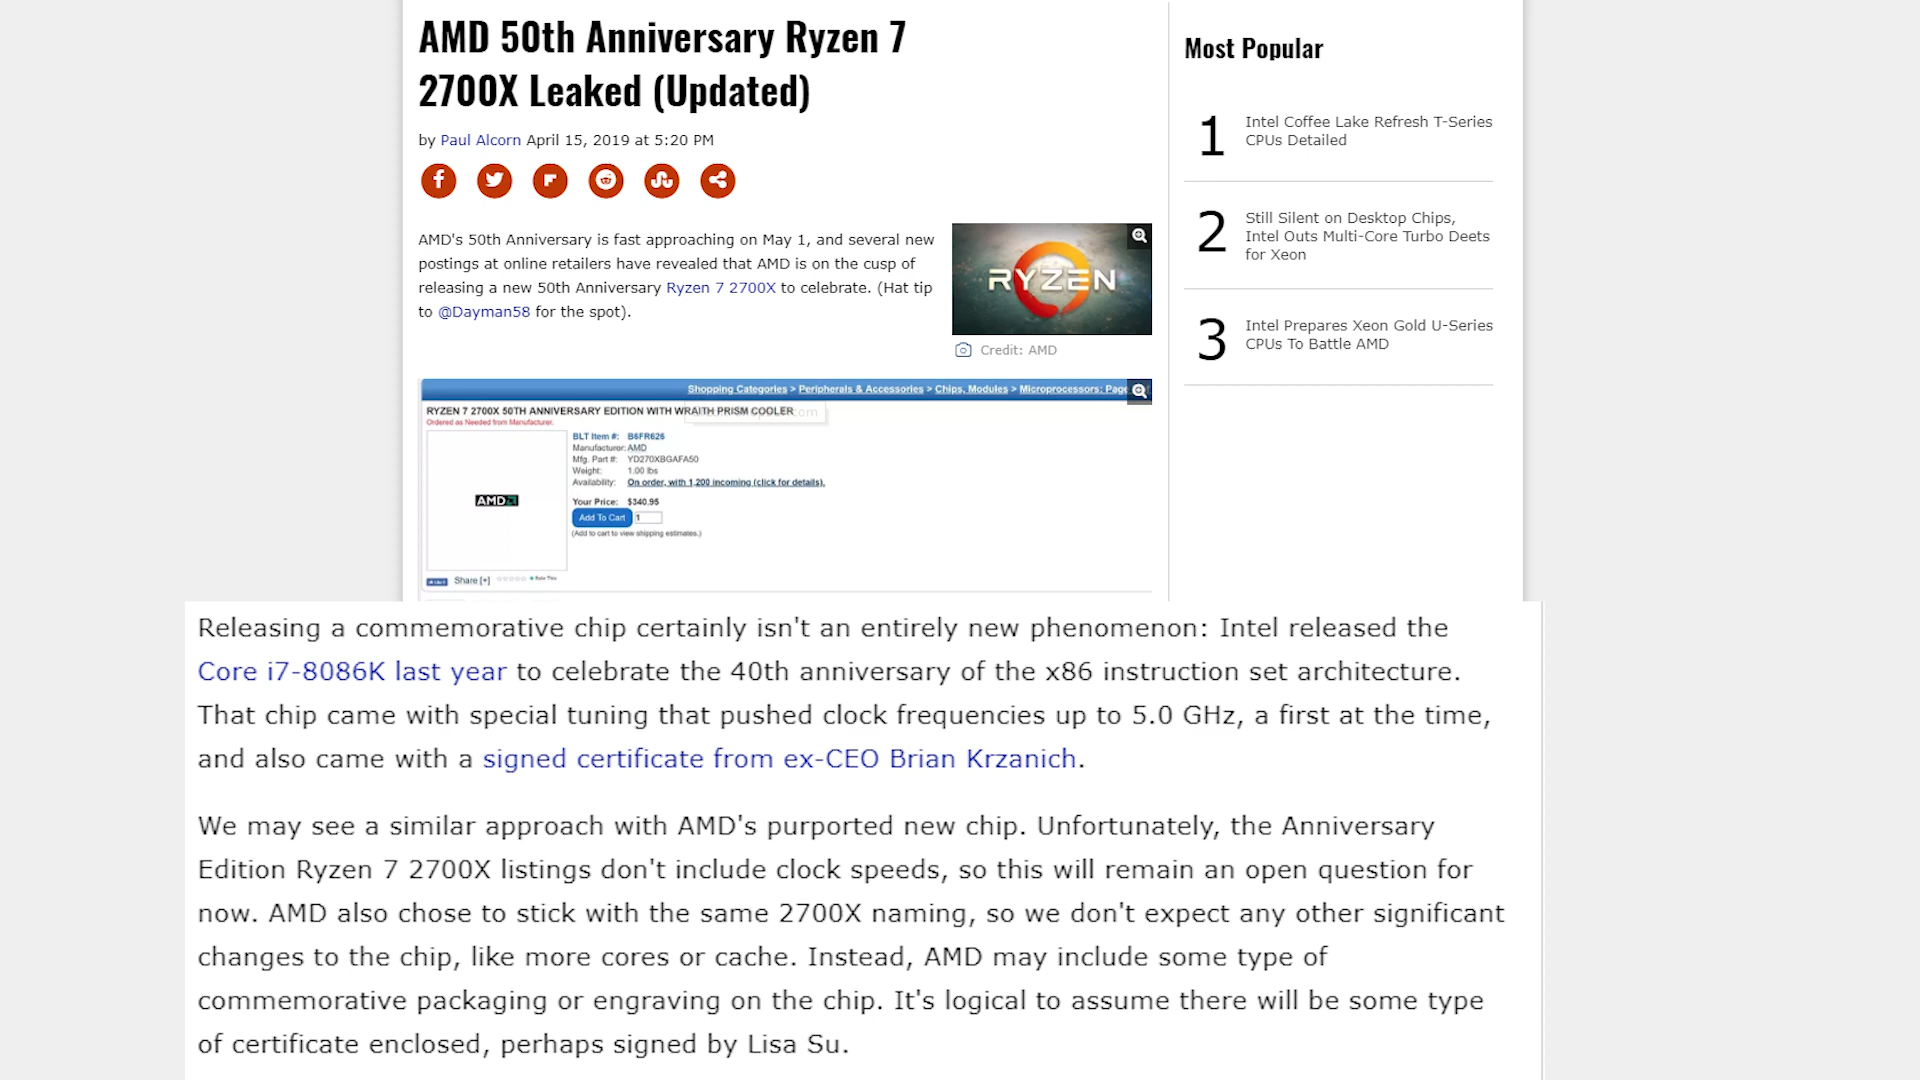 AMD 50th Anniversary Ryzen 7
2700X Leaked (Updated)
by Paul Alcorn April 15, 2019 at 5:20 PM
AMD's 50th Anniversary is fast approaching on May 1, and several new
postings at online retailers have revealed that AMD is on the cusp of
releasing a new 50th Anniversary Ryzen 7 2700X to celebrate. (Hat tip
to @Dayman58 for the spot).
RYZEN
Credit: AMD
Shopping Categories > Peripherals & Accessories > Chips, Modules > Microprocessors: Page
RYZEN 7 2700X 50TH ANNIVERSARY EDITION WITH WRAITH PRISM COOLER
Ordered as Needed from Manufacturer.
AMD
BLT Item #: B6FR626
Manufacturer: AMD
Mfg. Part #: YD270XBGAFA50
Weight: 1.00 lbs
Availability: On order, with 1,200 incoming (click for details).
Your Price: $340.95
Add To Cart 1
(Add to cart to view shipping estimates.)
Share [+] Rate This
Most Popular
1 Intel Coffee Lake Refresh T-Series
CPUs Detailed
2 Still Silent on Desktop Chips,
Intel Outs Multi-Core Turbo Deets
for Xeon
3 Intel Prepares Xeon Gold U-Series
CPUs To Battle AMD
Releasing a commemorative chip certainly isn't an entirely new phenomenon: Intel released the
Core i7-8086K last year to celebrate the 40th anniversary of the x86 instruction set architecture.
That chip came with special tuning that pushed clock frequencies up to 5.0 GHz, a first at the time,
and also came with a signed certificate from ex-CEO Brian Krzanich.
We may see a similar approach with AMD's purported new chip. Unfortunately, the Anniversary
Edition Ryzen 7 2700X listings don't include clock speeds, so this will remain an open question for
now. AMD also chose to stick with the same 2700X naming, so we don't expect any other significant
changes to the chip, like more cores or cache. Instead, AMD may include some type of
commemorative packaging or engraving on the chip. It's logical to assume there will be some type
of certificate enclosed, perhaps signed by Lisa Su.